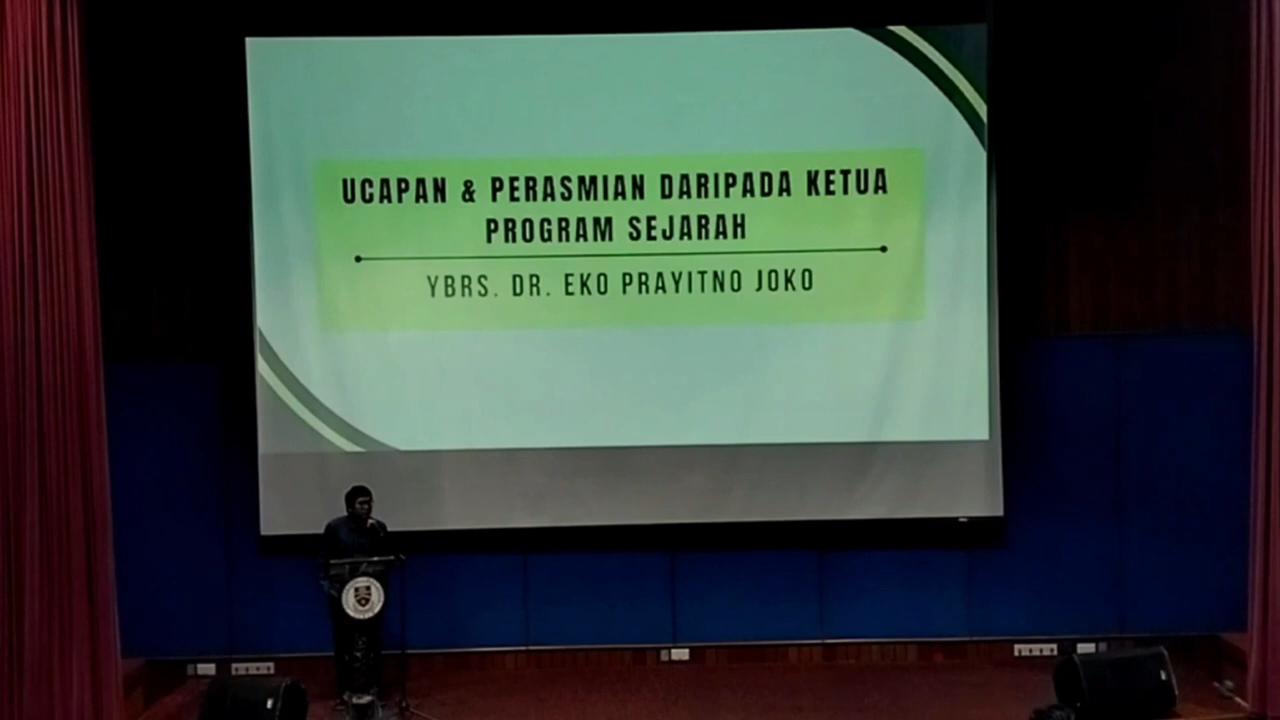 UCAPAN & PERASMIAN DARIPADA KETUA
PROGRAM SEJARAH
YBRS. DR. EKO PRAYITNO JOKO